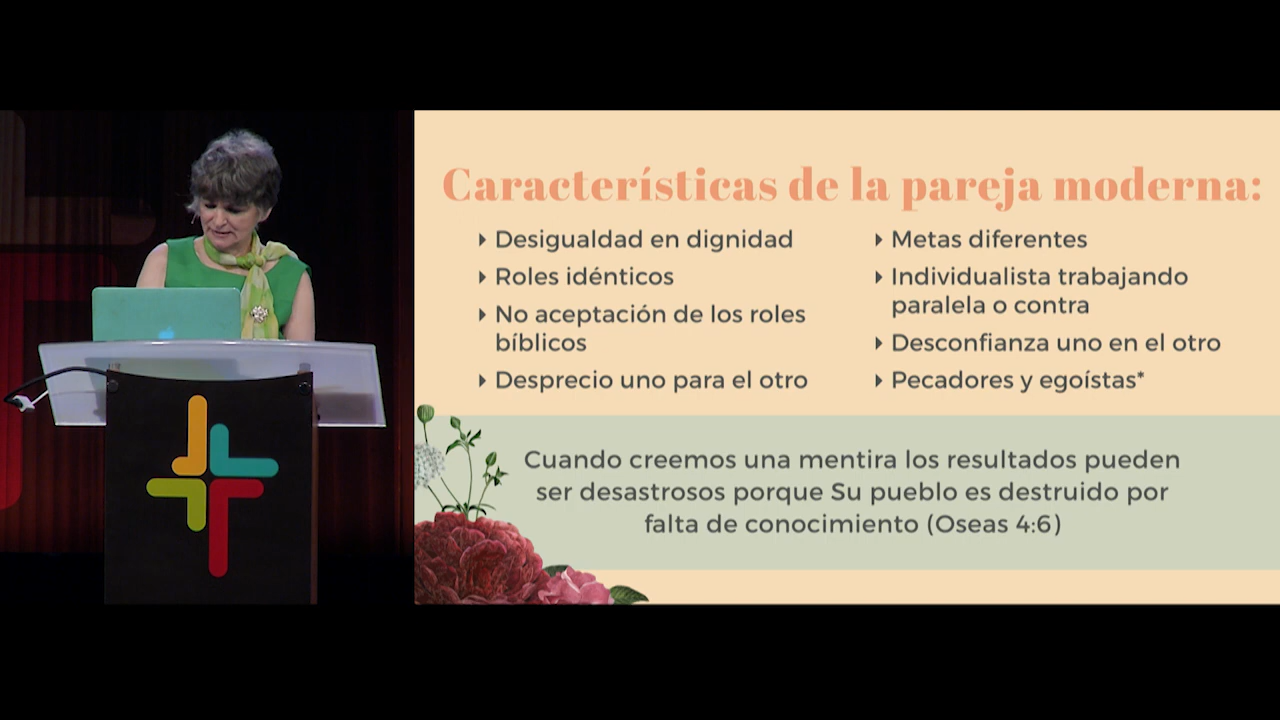 Características de la pareja moderna:
Desigualdad en dignidad
Roles idénticos
No aceptación de los roles
bíblicos
Desprecio uno para el otro
Metas diferentes
Individualista trabajando
paralela o contra
Desconfianza uno en el otro
Pecadores y egoístas*
Cuando creemos una mentira los resultados pueden
ser desastrosos porque Su pueblo es destruido por
falta de conocimiento (Oseas 4:6)